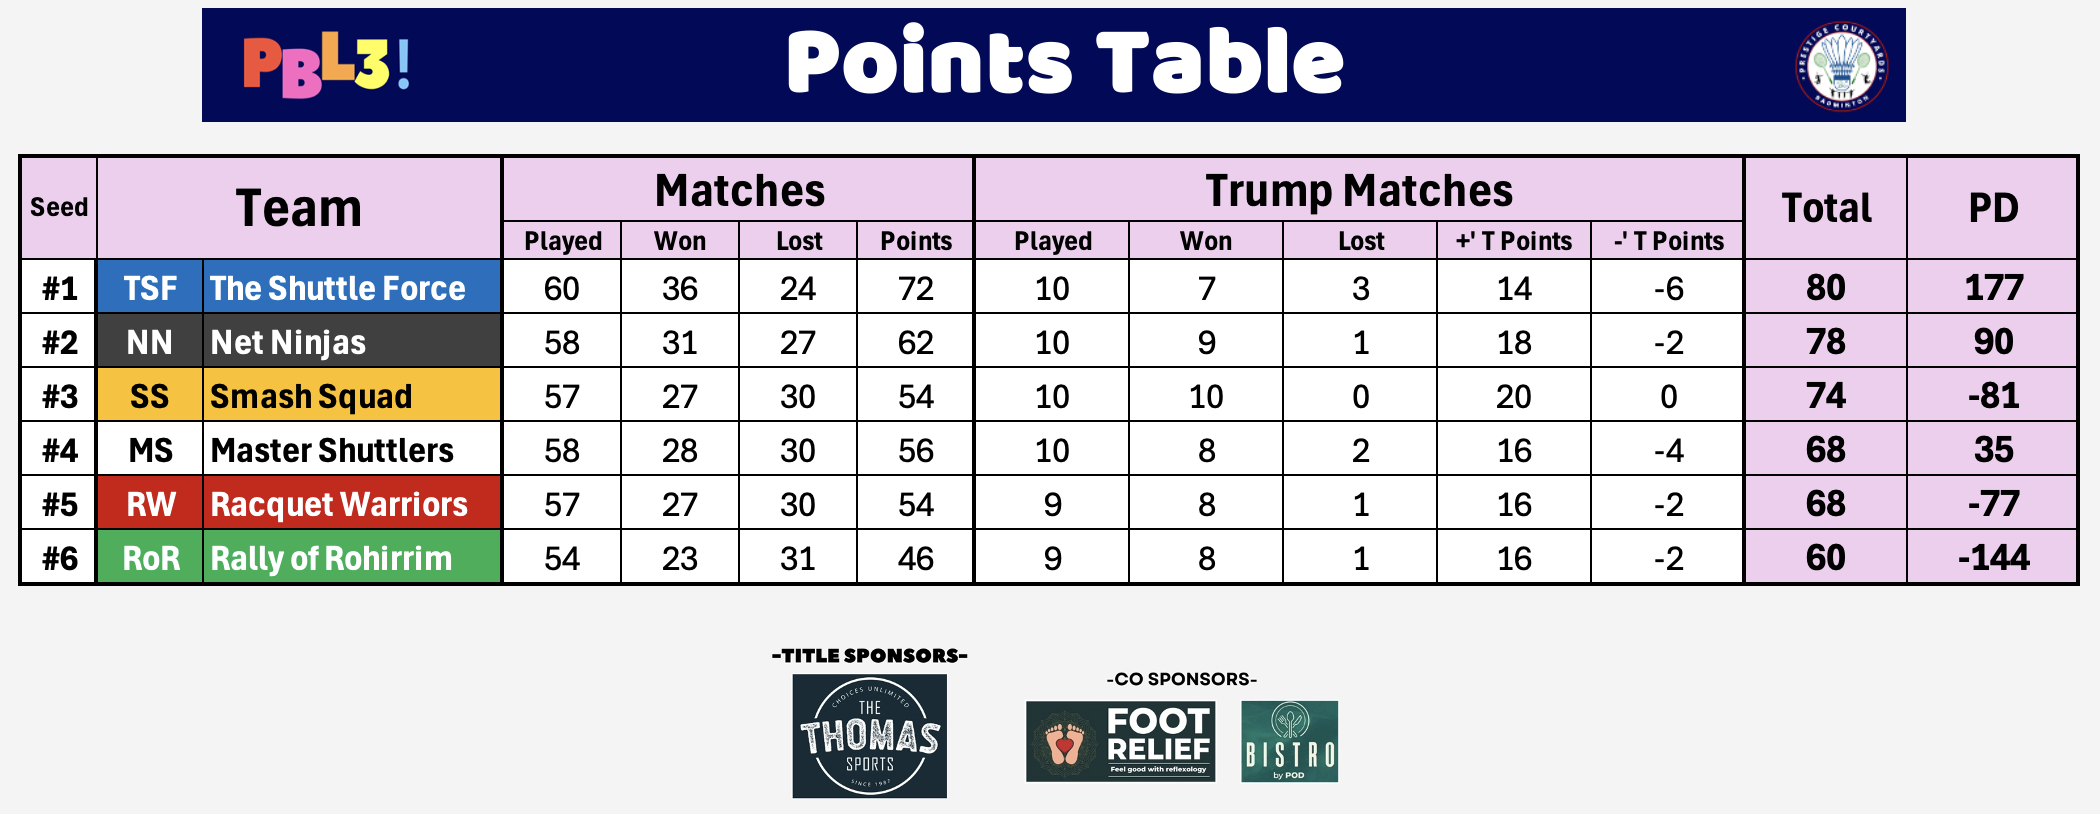 PBL3!
Points Table
PRESTIGE COURTYARDS
BADMINTON
Seed Team Matches Trump Matches Total PD
Played Won Lost Points Played Won Lost +' T Points -' T Points
#1 TSF The Shuttle Force 60 36 24 72 10 7 3 14 -6 80 177
#2 NN Net Ninjas 58 31 27 62 10 9 1 18 -2 78 90
#3 SS Smash Squad 57 27 30 54 10 10 0 20 0 74 -81
#4 MS Master Shuttlers 58 28 30 56 10 8 2 16 -4 68 35
#5 RW Racquet Warriors 57 27 30 54 9 8 1 16 -2 68 -77
#6 RoR Rally of Rohirrim 54 23 31 46 9 8 1 16 -2 60 -144
-TITLE SPONSORS-
CHOICES UNLIMITED
THE
THOMAS
SPORTS
-CO SPONSORS-
FOOT
RELIEF
Feel good with reflexology
BISTRO
by POD